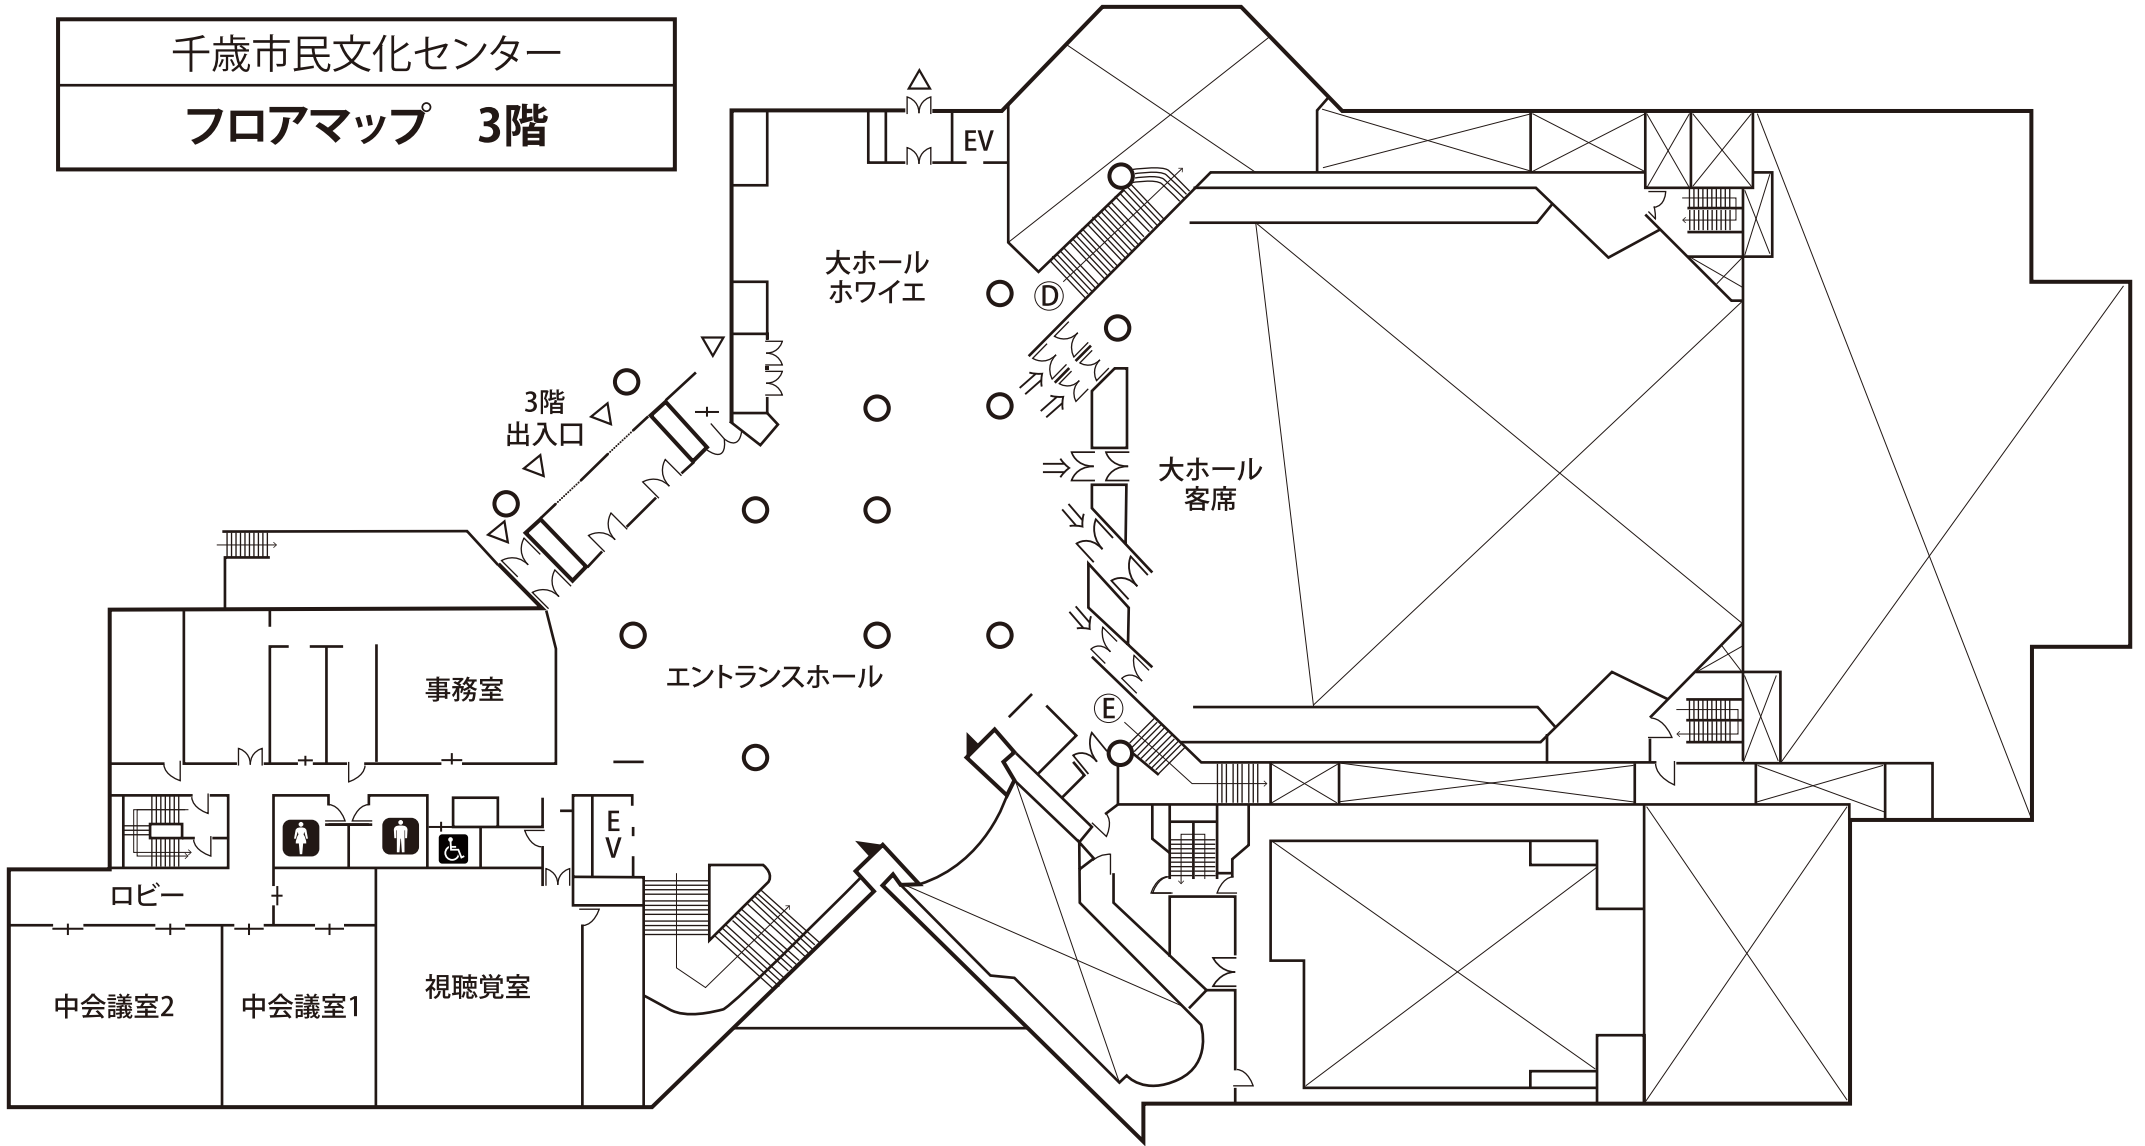 千歳市民文化センター
フロアマップ　3階
EV
大ホール
ホワイエ
D
3階
出入口
大ホール
客席
エントランスホール
事務室
E
E
V
ロビー
視聴覚室
中会議室2
中会議室1